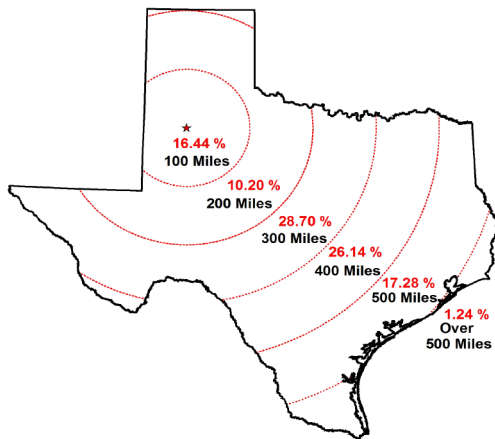 16.44 %
100 Miles
10.20 %
200 Miles
28.70 %
300 Miles
26.14 %
400 Miles
17.28 %
500 Miles
1.24 %
Over
500 Miles